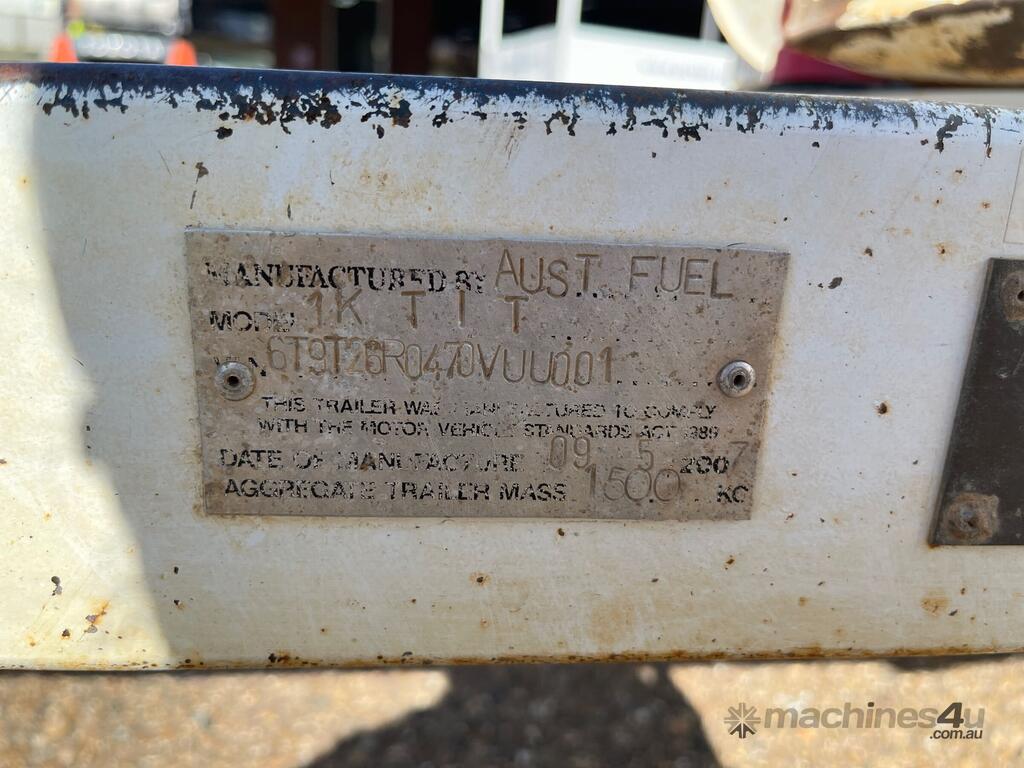 MANUFACTURED BY AUST. FUEL
MODEL 1K T I T
6T9T26R0470VUU001
THIS TRAILER WAS MANUFACTURED TO COMPLY
WITH THE MOTOR VEHICLE STANDARDS ACT 1989
DATE OF MANUFACTURE 09 5 2007
AGGREGATE TRAILER MASS 1500 KG
machines4u
.com.au